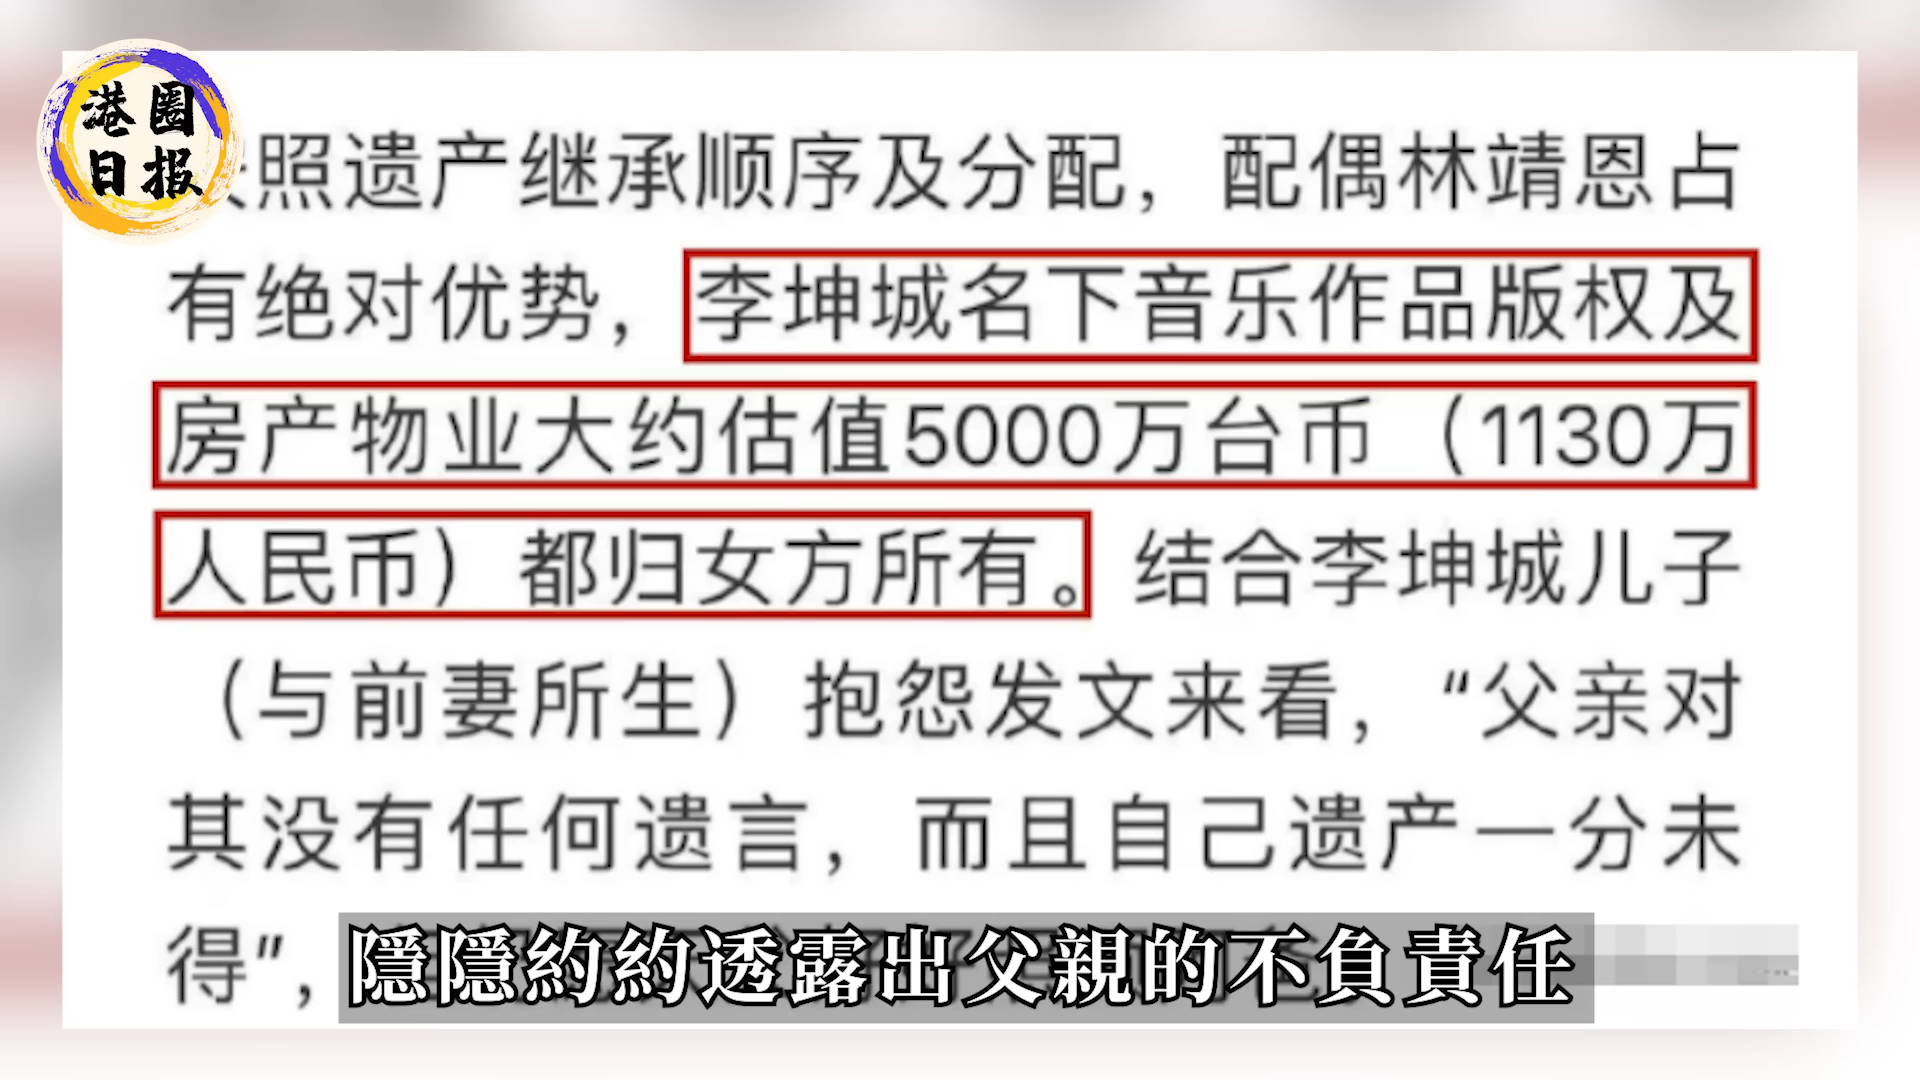 港圈
日报
照遗产继承顺序及分配，配偶林靖恩占
有绝对优势，李坤城名下音乐作品版权及
房产物业大约估值5000万台币（1130万
人民币）都归女方所有。结合李坤城儿子
（与前妻所生）抱怨发文来看，“父亲对
其没有任何遗言，而且自己遗产一分未
得”，
隱隱約約透露出父親的不負責任